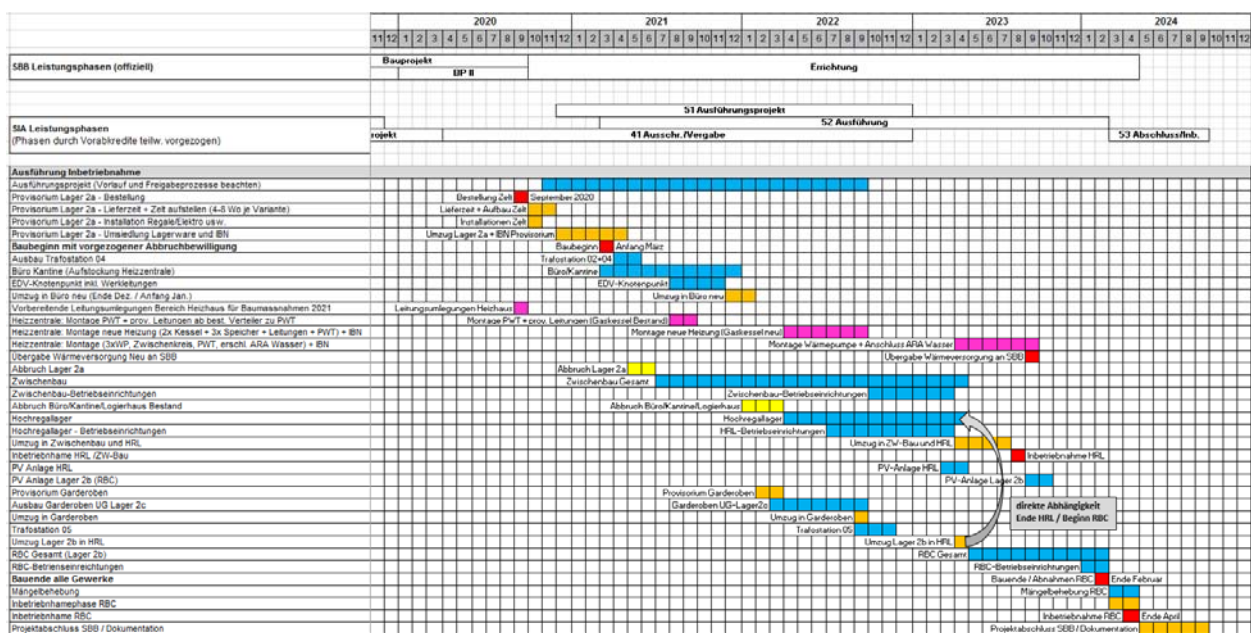 2020 2021 2022 2023 2024
11 12 1 2 3 4 5 6 7 8 9 10 11 12 1 2 3 4 5 6 7 8 9 10 11 12 1 2 3 4 5 6 7 8 9 10 11 12 1 2 3 4 5 6 7 8 9 10 11 12 1 2 3 4 5 6 7 8 9 10 11 12
Bauprojekt
SBB Leistungsphasen (offiziell) Errichtung
BP II
51 Ausführungsprojekt
SIA Leistungsphasen 52 Ausführung
(Phasen durch Vorabkredite teilw. vorgezogen) rojekt 41 Ausschr./Vergabe 53 Abschluss/Inb.
Ausführung Inbetriebnahme
Ausführungsprojekt (Vorlauf und Freigabeprozesse beachten)
Provisorium Lager 2a - Bestellung Bestellung Zelt September 2020
Provisorium Lager 2a - Lieferzeit + Zelt aufstellen (4-8 Wo je Variante) Lieferzeit + Aufbau Zelt
Provisorium Lager 2a - Installation Regale/Elektro usw. Installationen Zelt
Provisorium Lager 2a - Umsiedlung Lagerware und IBN Umzug Lager 2a + IBN Provisorium
Baubeginn mit vorgezogener Abbruchbewilligung Baubeginn Anfang März
Ausbau Trafostation 04 Trafostation 02+04
Büro Kantine (Aufstockung Heizzentrale) Büro/Kantine
EDV-Knotenpunkt inkl. Werkleitungen EDV-Knotenpunkt
Umzug in Büro neu (Ende Dez. / Anfang Jan.) Umzug in Büro neu
Vorbereitende Leitungsumlegungen Bereich Heizhaus für Baumassnahmen 2021 Leitungsumlegungen Heizhaus
Heizzentrale: Montage PWT + prov. Leitungen ab best. Verteiler zu PWT Montage PWT + prov. Leitungen (Gaskessel Bestand)
Heizzentrale: Montage neue Heizung (2x Kessel + 3x Speicher + Leitungen + PWT) + IBN Montage neue Heizung (Gaskessel neu)
Heizzentrale: Montage (3xWP, Zwischenkreis, PWT, erschl. ARA Wasser) + IBN Montage Wärmepumpe + Anschluss ARA Wasser
Übergabe Wärmeversorgung Neu an SBB Übergabe Wärmeversorgung an SBB
Abbruch Lager 2a Abbruch Lager 2a
Zwischenbau Zwischenbau Gesamt
Zwischenbau-Betriebseinrichtungen Zwischenbau-Betriebseinrichtungen
Abbruch Büro/Kantine/Logierhaus Bestand Abbruch Büro/Kantine/Logierhaus
Hochregallager Hochregallager
Hochregallager - Betriebseinrichtungen HRL-Betriebseinrichtungen
Umzug in Zwischenbau und HRL Umzug in ZW-Bau und HRL
Inbetriebnahme HRL /ZW-Bau Inbetriebnahme HRL
PV Anlage HRL PV-Anlage HRL
PV Anlage Lager 2b (RBC) PV-Anlage Lager 2b
Provisorium Garderoben Provisorium Garderoben
Ausbau Garderoben UG Lager 2c Garderoben UG-Lager2c
direkte Abhängigkeit
Ende HRL / Beginn RBC
Umzug in Garderoben Umzug in Garderoben
Trafostation 05 Trafostation 05
Umzug Lager 2b in HRL Umzug Lager 2b in HRL
RBC Gesamt (Lager 2b) RBC Gesamt
RBC-Betrienseinreichtungen RBC-Betriebseinrichtungen
Bauende alle Gewerke Bauende / Abnahmen RBC Ende Februar
Mängelbehebung Mängelbehebung RBC
Inbetriebnhamephase RBC
Inbetriebnhame RBC Inbetriebnahme RBC Ende April
Projektabschluss SBB / Dokumentation Projektabschluss SBB / Dokumentation